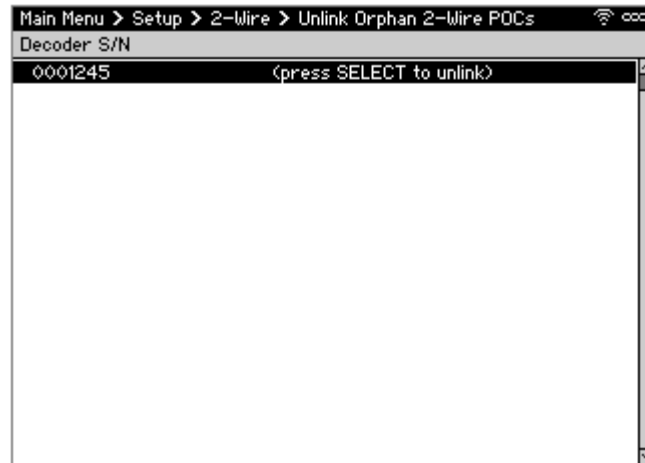 Main Menu > Setup > 2-Wire > Unlink Orphan 2-Wire POCs
Decoder S/N
0001245 (press SELECT to unlink)